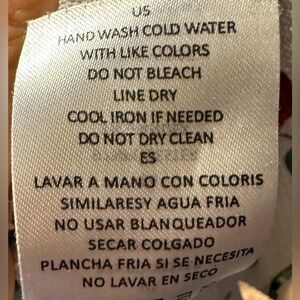 US
HAND WASH COLD WATER
WITH LIKE COLORS
DO NOT BLEACH
LINE DRY
COOL IRON IF NEEDED
DO NOT DRY CLEAN
ES
LAVAR A MANO CON COLORIS
SIMILARESY AGUA FRIA
NO USAR BLANQUEADOR
SECAR COLGADO
PLANCHA FRIA SI SE NECESITA
NO LAVAR EN SECO